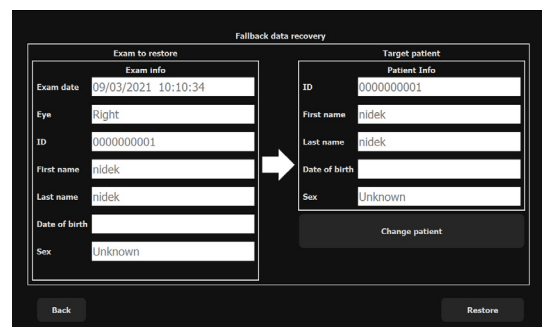 Fallback data recovery
Exam to restore
Exam info
Exam date 09/03/2021 10:10:34
Eye Right
ID 0000000001
First name nidek
Last name nidek
Date of birth
Sex Unknown
Target patient
Patient Info
ID 0000000001
First name nidek
Last name nidek
Date of birth
Sex Unknown
Change patient
Back
Restore